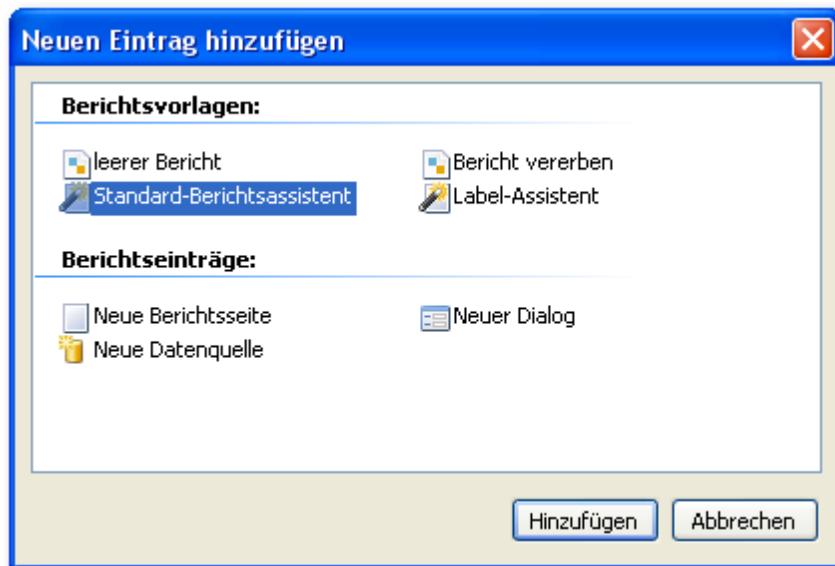 Neuen Eintrag hinzufügen
Berichtsvorlagen:
leerer Bericht Bericht vererben
Standard-Berichtsassistent Label-Assistent
Berichtseinträge:
Neue Berichtsseite Neuer Dialog
Neue Datenquelle
Hinzufügen Abbrechen